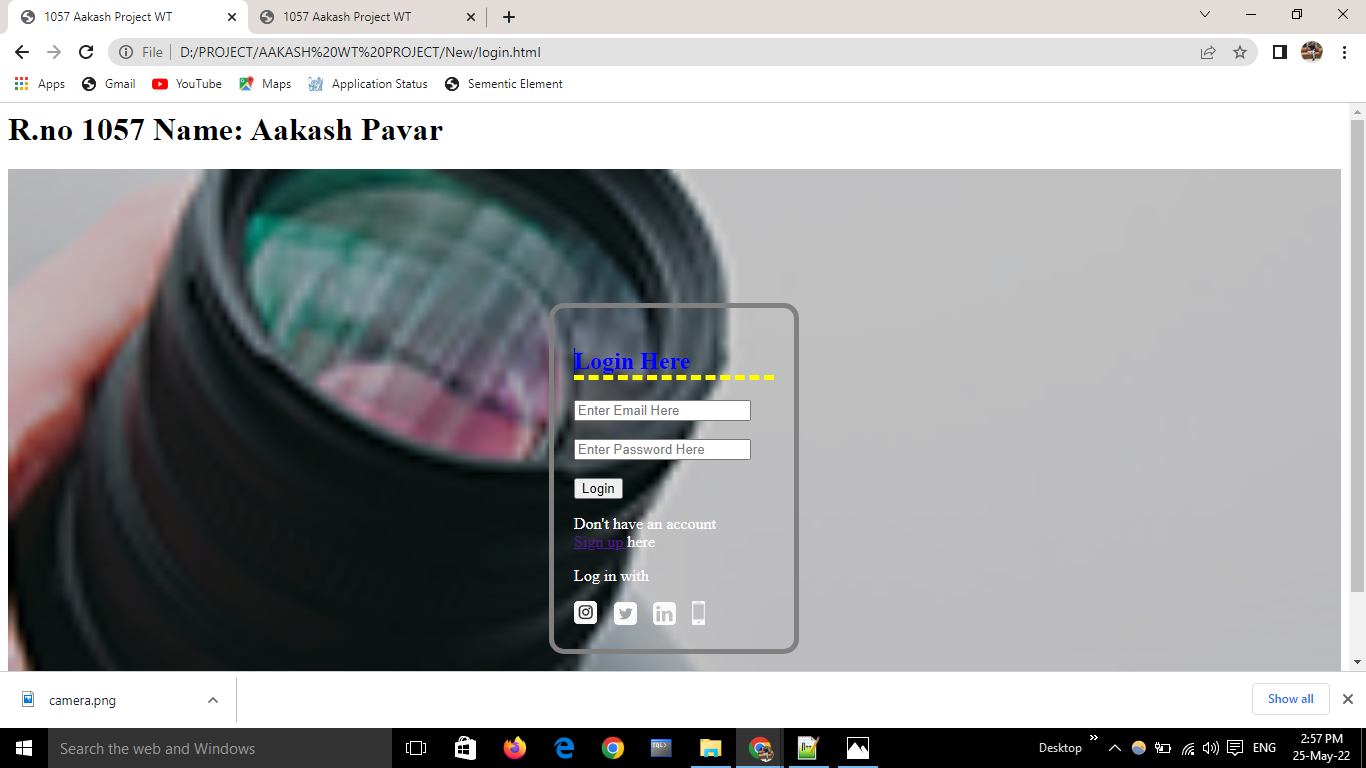 1057 Aakash Project WT
1057 Aakash Project WT
File D:/PROJECT/AAKASH%20WT%20PROJECT/New/login.html
Apps Gmail YouTube Maps Application Status Sementic Element
R.no 1057 Name: Aakash Pavar
Login Here
Enter Email Here
Enter Password Here
Login
Don't have an account
Sign up here
Log in with
in
camera.png Show all
Search the web and Windows SQL> Desktop ENG 2:57 PM
25-May-22